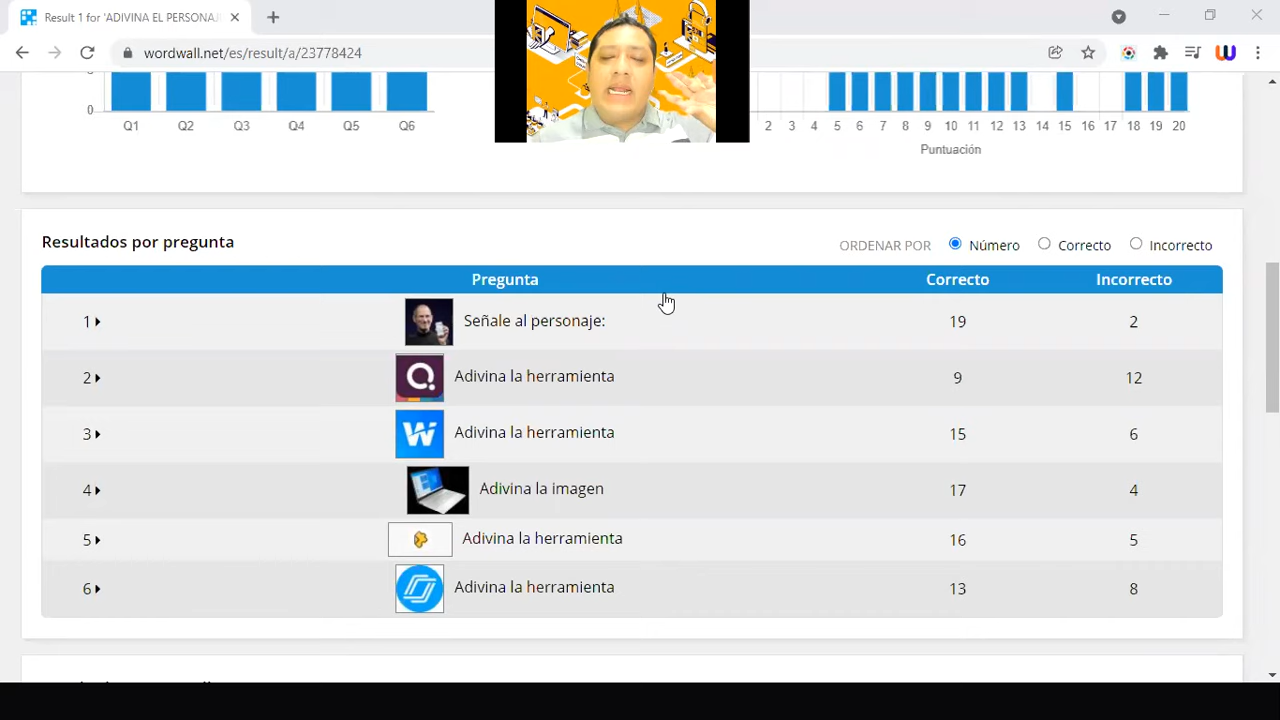 Result 1 for 'ADIVINA EL PERSONAJE
wordwall.net/es/result/a/23778424
0
Q1 Q2 Q3 Q4 Q5 Q6
2 3 4 5 6 7 8 9 10 11 12 13 14 15 16 17 18 19 20
Puntuación
Resultados por pregunta
ORDENAR POR Número Correcto Incorrecto
Pregunta Correcto Incorrecto
1 Señale al personaje: 19 2
2 Adivina la herramienta 9 12
3 Adivina la herramienta 15 6
4 Adivina la imagen 17 4
5 Adivina la herramienta 16 5
6 Adivina la herramienta 13 8